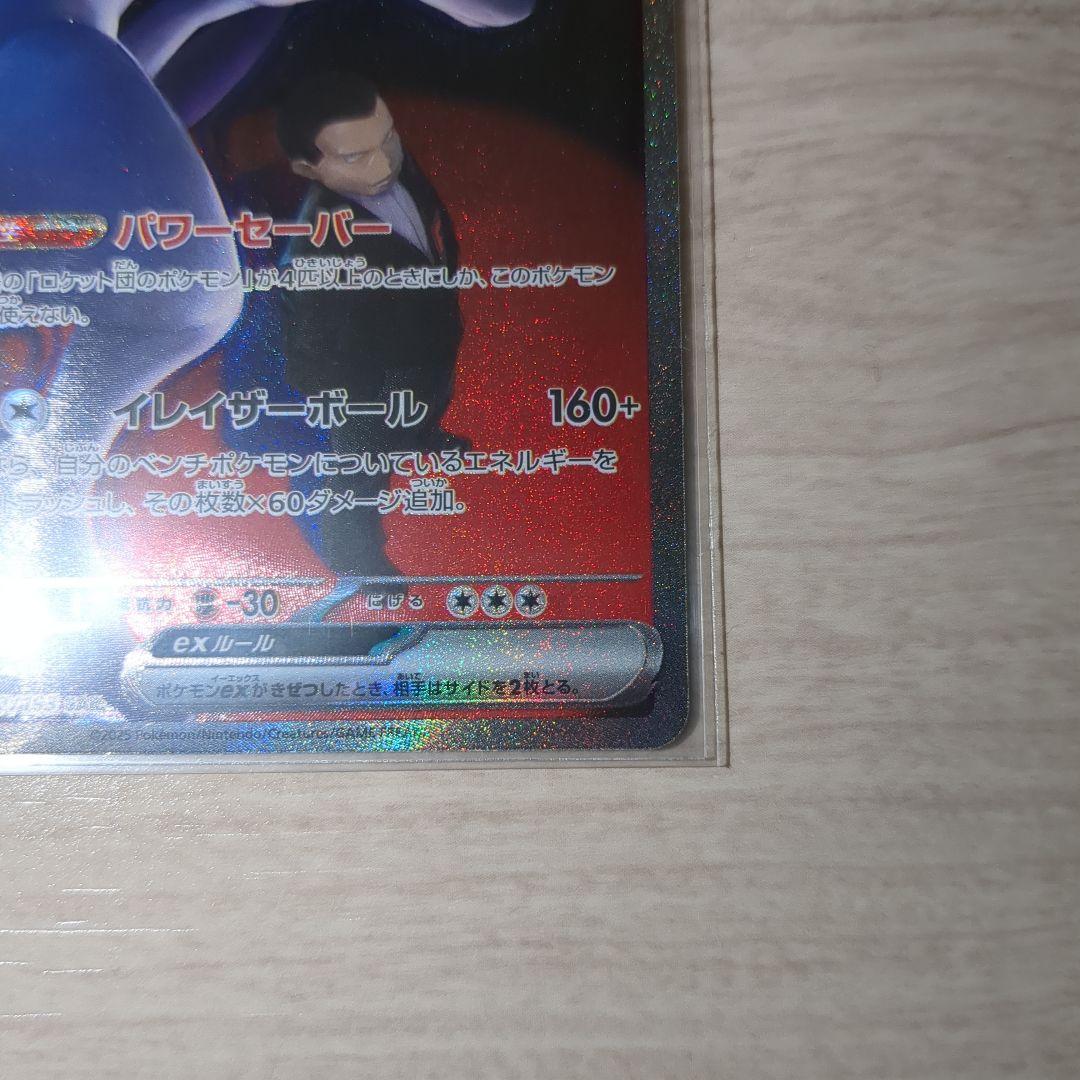 パワーセーバー
の「ロケット団のポケモン」が4匹以上のときにしか、このポケモン
使えない。
イレイザーボール 160+
ら、自分のベンチポケモンについているエネルギーを
トラッシュし、その枚数×60ダメージ追加。
抗力 -30 にげる
exルール
ポケモンexがきぜつしたとき、相手はサイドを2枚とる。
©2025 Pokémon/Nintendo/Creatures/GAME FREAK